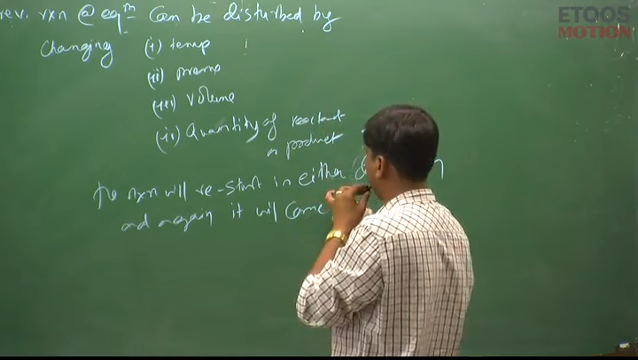 rev. rxn @ eqm can be disturbed by
changing (i) temp
(ii) pressure
(iii) Volume
(iv) Quantity of reactant
or product
the rxn will re-start in either
and again it will come
ETOOS
MOTION